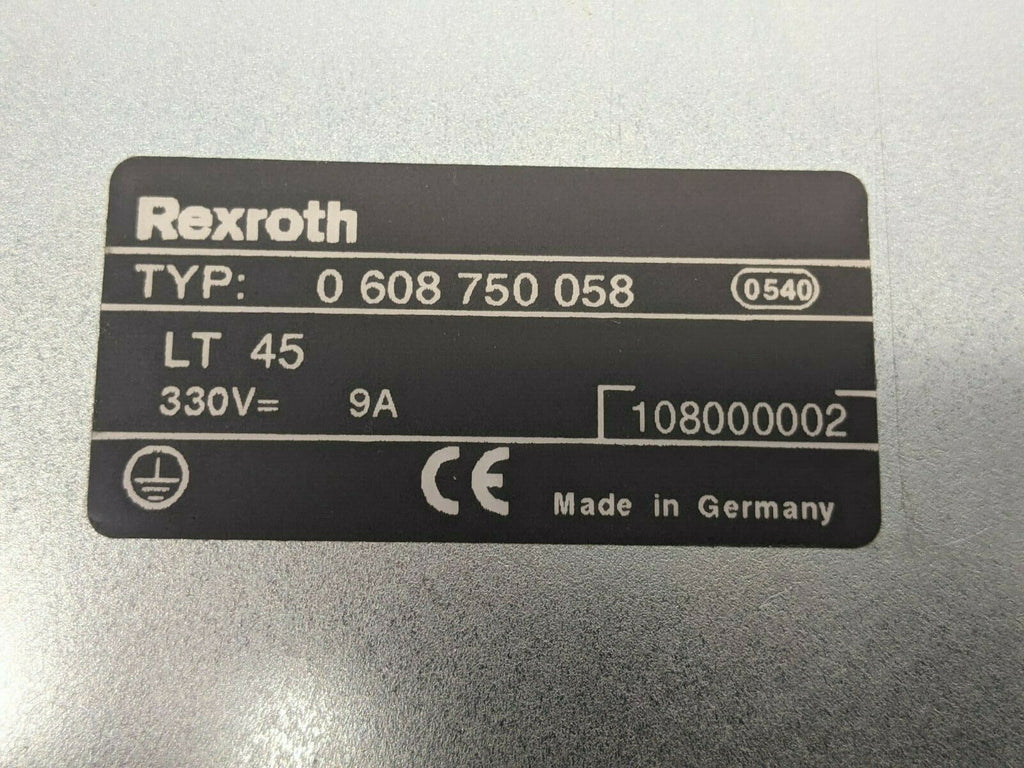 Rexroth
TYP: 0 608 750 058 0540
LT 45
330V= 9A 108000002
CE Made in Germany